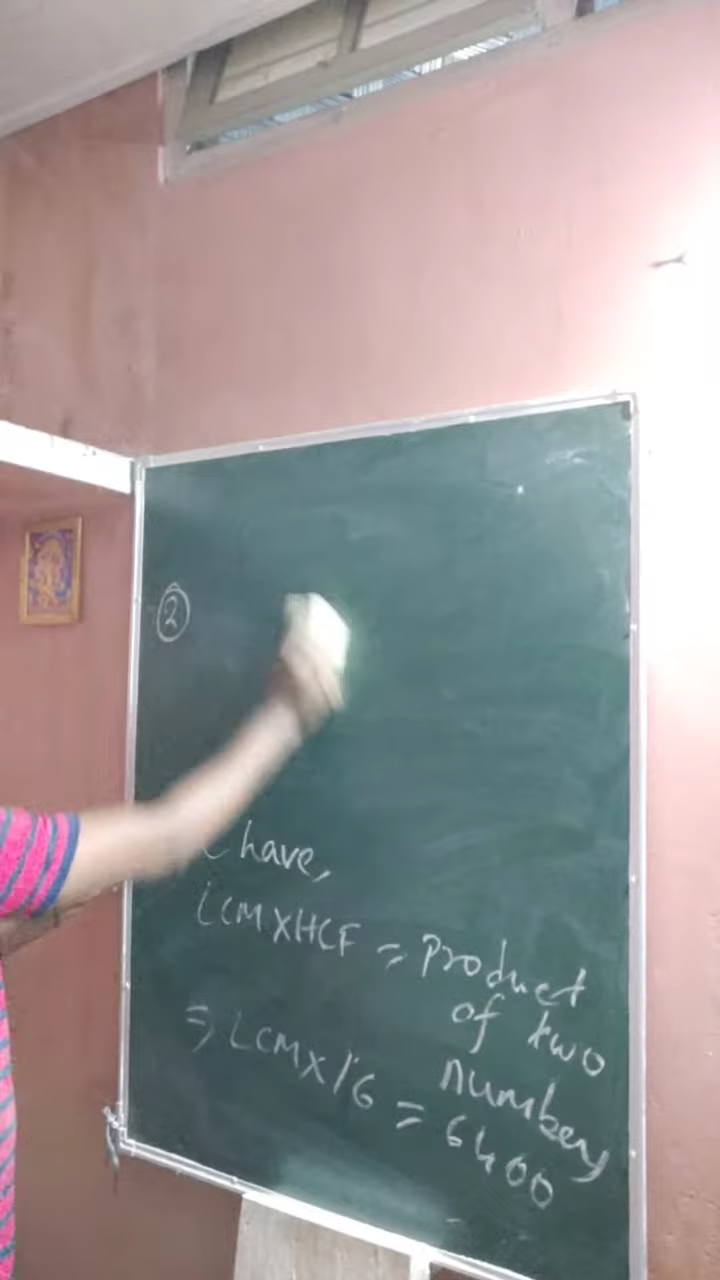 ②
have,
LCM X HCF = Product
of two
numbers
⇒ LCM X 16 = 6400